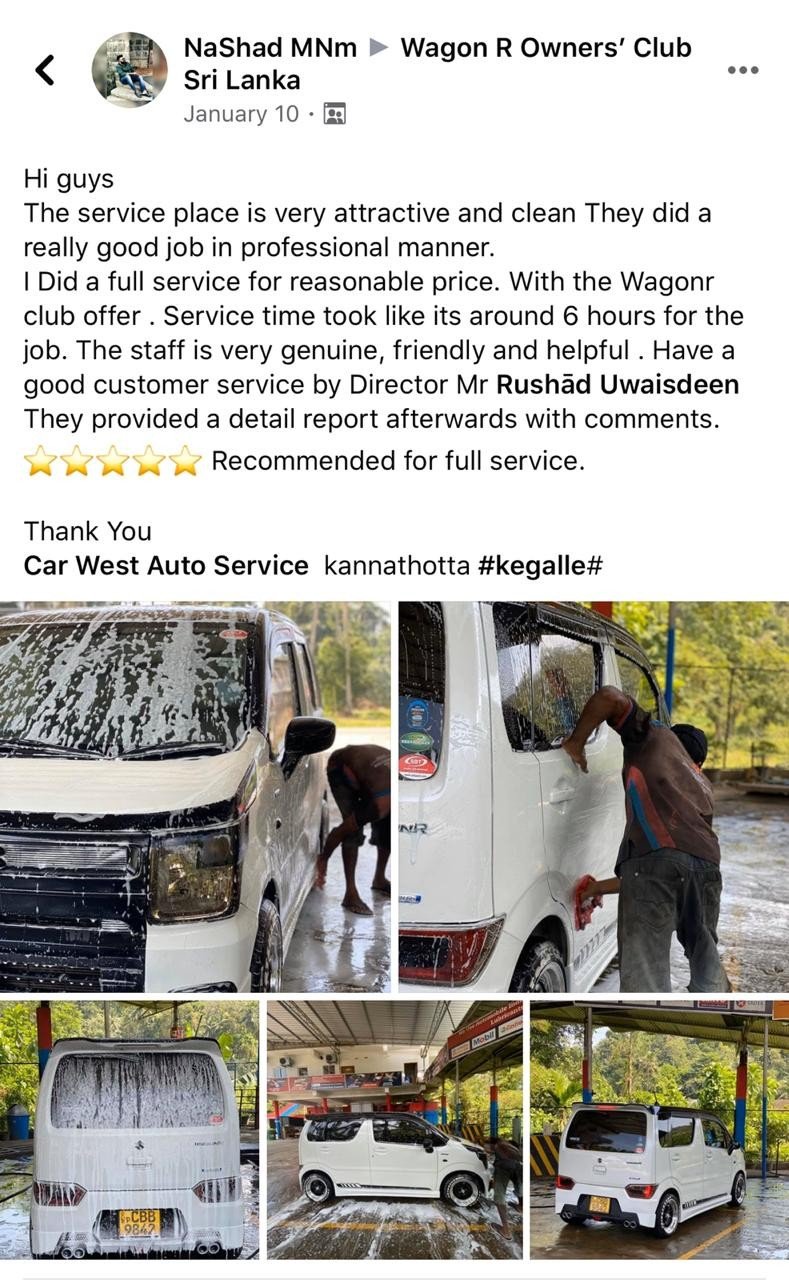 NaShad MNm ▶ Wagon R Owners’ Club
Sri Lanka
January 10 ·
Hi guys
The service place is very attractive and clean They did a
really good job in professional manner.
I Did a full service for reasonable price. With the Wagonr
club offer . Service time took like its around 6 hours for the
job. The staff is very genuine, friendly and helpful . Have a
good customer service by Director Mr Rushād Uwaisdeen
They provided a detail report afterwards with comments.
⭐⭐⭐⭐⭐ Recommended for full service.
Thank You
Car West Auto Service kannathotta #kegalle#
SBT
CBB
9847
Lubricants
Mobil